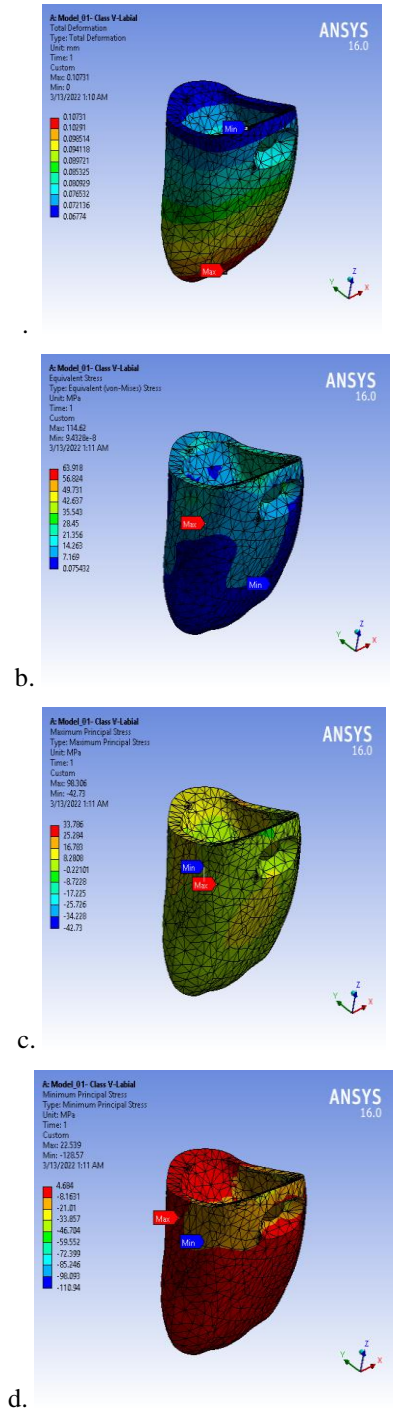 A: Model_01- Class V-Labial
Total Deformation
Type: Total Deformation
Unit: mm
Time: 1
Custom
Max: 0.10731
Min: 0
3/13/2022 1:10 AM
ANSYS
16.0
0.10731
0.10291
0.098514
0.094118
0.089721
0.085325
0.080929
0.076532
0.072136
0.06774
Min
Max
Z
Y
X
.
A: Model_01- Class V-Labial
Equivalent Stress
Type: Equivalent (von-Mises) Stress
Unit: MPa
Time: 1
Custom
Max: 114.62
Min: 9.4328e-8
3/13/2022 1:11 AM
ANSYS
16.0
63.918
56.824
49.731
42.637
35.543
28.45
21.356
14.263
7.169
0.075432
Max
Min
Z
Y
X
b.
A: Model_01- Class V-Labial
Maximum Principal Stress
Type: Maximum Principal Stress
Unit: MPa
Time: 1
Custom
Max: 98.306
Min: -42.73
3/13/2022 1:11 AM
ANSYS
16.0
33.786
25.284
16.783
8.2808
-0.22101
-8.7228
-17.225
-25.726
-34.228
-42.73
Min
Max
Z
Y
X
c.
A: Model_01- Class V-Labial
Minimum Principal Stress
Type: Minimum Principal Stress
Unit: MPa
Time: 1
Custom
Max: 22.539
Min: -128.57
3/13/2022 1:11 AM
ANSYS
16.0
4.684
-8.1631
-21.01
-33.857
-46.704
-59.552
-72.399
-85.246
-98.093
-110.94
Max
Min
Z
Y
X
d.